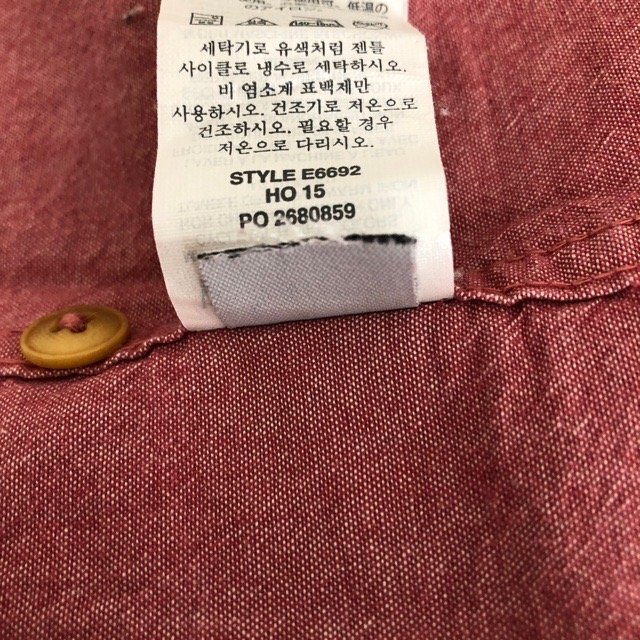 低温の
세탁기로 유색처럼 젠틀
사이클로 냉수로 세탁하시오.
비 염소계 표백제만
사용하시오. 건조기로 저온으로
건조하시오. 필요할 경우
저온으로 다리시오.
STYLE E6692
HO 15
PO 2680859